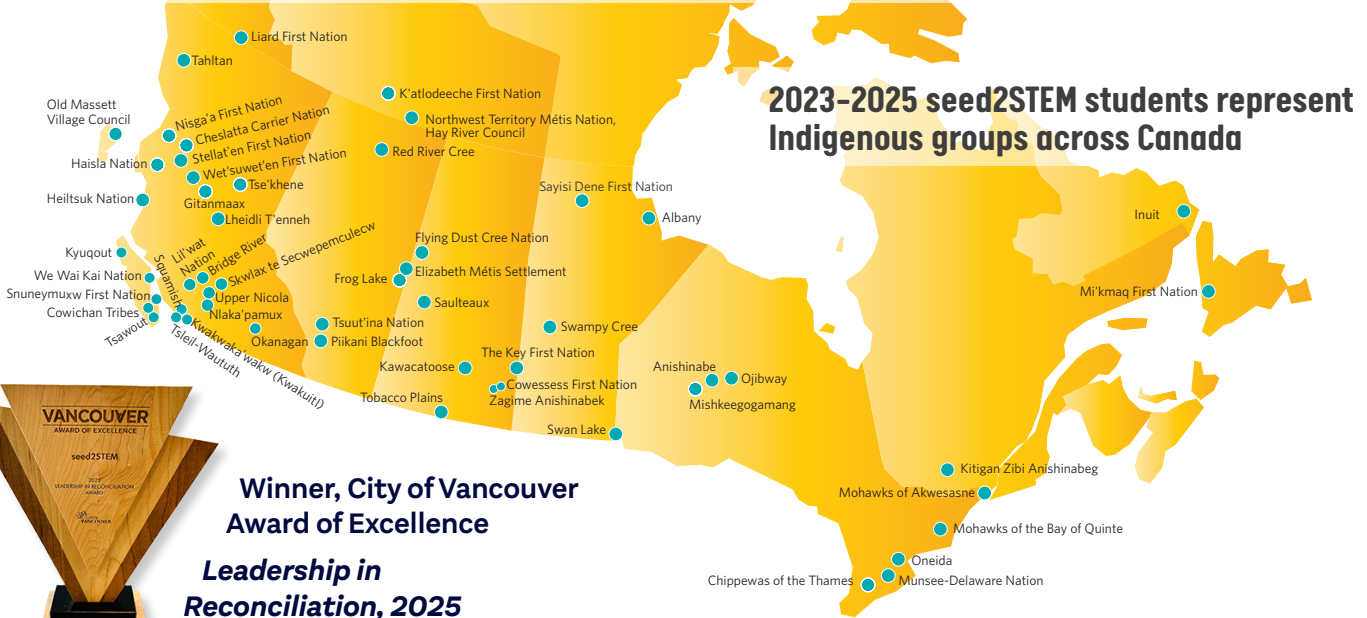 2023–2025 seed2STEM students represent
Indigenous groups across Canada
Liard First Nation
Tahltan
Old Massett
Village Council
Nisga'a First Nation
Cheslatta Carrier Nation
Stellat'en First Nation
Wet'suwet'en First Nation
Haisla Nation
Tse'khene
Gitanmaax
Heiltsuk Nation
Lheidli T'enneh
K'atlodeeche First Nation
Northwest Territory Métis Nation,
Hay River Council
Red River Cree
Sayisi Dene First Nation
Albany
Inuit
Mi'kmaq First Nation
Kyuqout
We Wai Kai Nation
Snuneymuxw First Nation
Cowichan Tribes
Tsawout
Squamish
Lil'wat
Nation
Bridge River
Skwlax te Secwepemculecw
Upper Nicola
Nlaka'pamux
Okanagan
Tsleil-Waututh
Kwakwaka'wakw (Kwakuitl)
Flying Dust Cree Nation
Elizabeth Métis Settlement
Frog Lake
Saulteaux
Tsuut'ina Nation
Piikani Blackfoot
Swampy Cree
The Key First Nation
Kawacatoose
Cowessess First Nation
Zagime Anishinabek
Tobacco Plains
Swan Lake
Anishinabe
Ojibway
Mishkeegogamang
Kitigan Zibi Anishinabeg
Mohawks of Akwesasne
Mohawks of the Bay of Quinte
Oneida
Munsee-Delaware Nation
Chippewas of the Thames
VANCOUVER
AWARD OF EXCELLENCE
seed2STEM
2025
LEADERSHIP IN RECONCILIATION
AWARD
VANCOUVER
Winner, City of Vancouver
Award of Excellence
Leadership in
Reconciliation, 2025